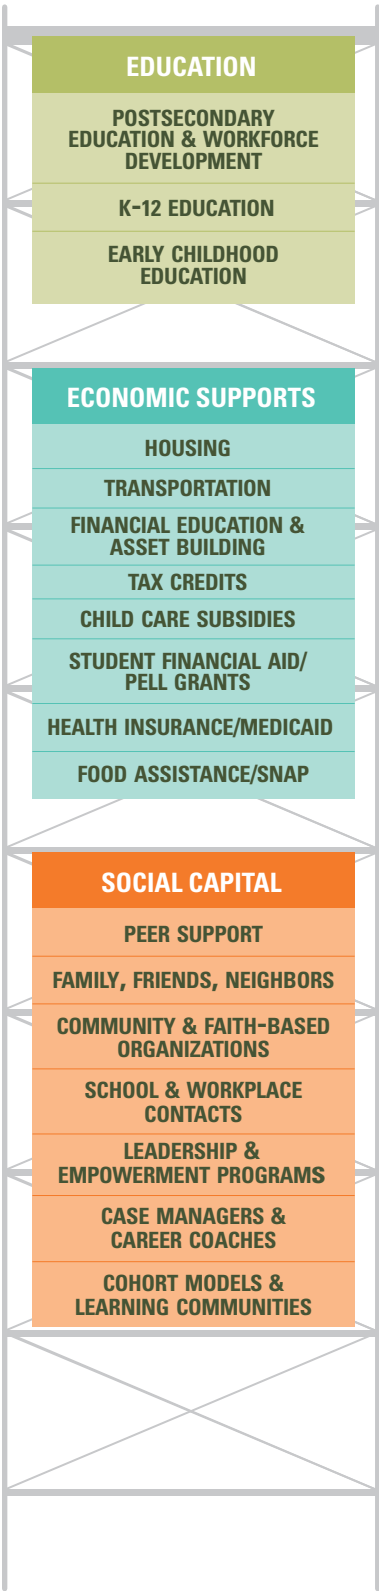 EDUCATION
POSTSECONDARY
EDUCATION & WORKFORCE
DEVELOPMENT
K-12 EDUCATION
EARLY CHILDHOOD
EDUCATION
ECONOMIC SUPPORTS
HOUSING
TRANSPORTATION
FINANCIAL EDUCATION &
ASSET BUILDING
TAX CREDITS
CHILD CARE SUBSIDIES
STUDENT FINANCIAL AID/
PELL GRANTS
HEALTH INSURANCE/MEDICAID
FOOD ASSISTANCE/SNAP
SOCIAL CAPITAL
PEER SUPPORT
FAMILY, FRIENDS, NEIGHBORS
COMMUNITY & FAITH-BASED
ORGANIZATIONS
SCHOOL & WORKPLACE
CONTACTS
LEADERSHIP &
EMPOWERMENT PROGRAMS
CASE MANAGERS &
CAREER COACHES
COHORT MODELS &
LEARNING COMMUNITIES